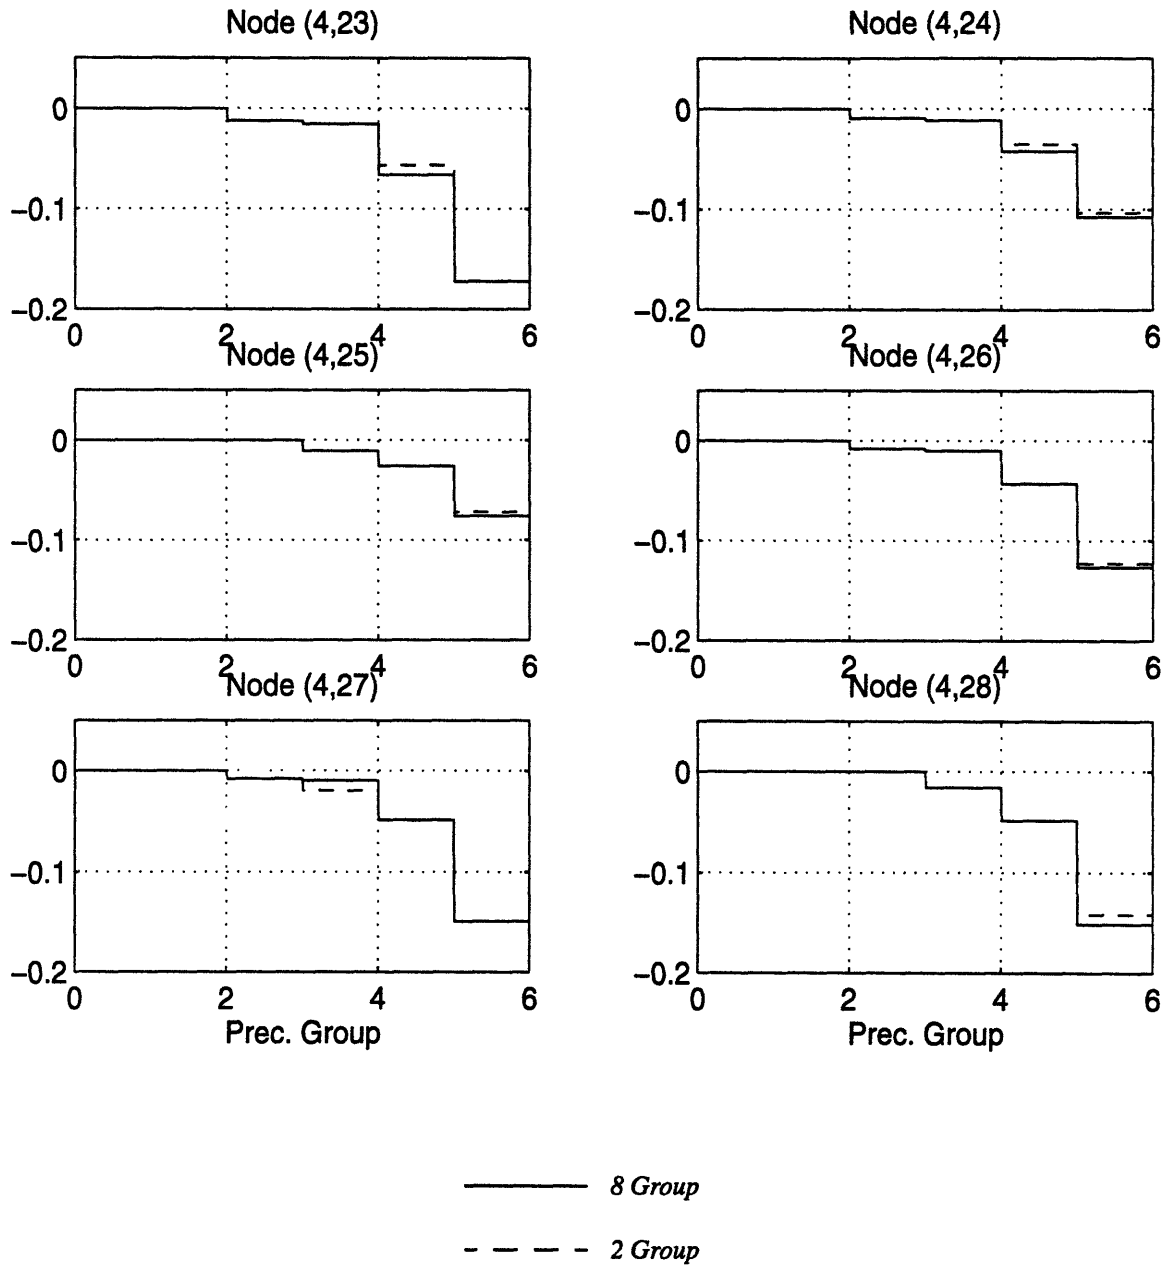 Node (4,23) Node (4,24)
0 0
−0.1 −0.1
−0.2 −0.2
0 2 4 6 0 2 4 6
Node (4,25) Node (4,26)
0 0
−0.1 −0.1
−0.2 −0.2
0 2 4 6 0 2 4 6
Node (4,27) Node (4,28)
0 0
−0.1 −0.1
−0.2 −0.2
0 2 4 6 0 2 4 6
Prec. Group Prec. Group
8 Group
2 Group